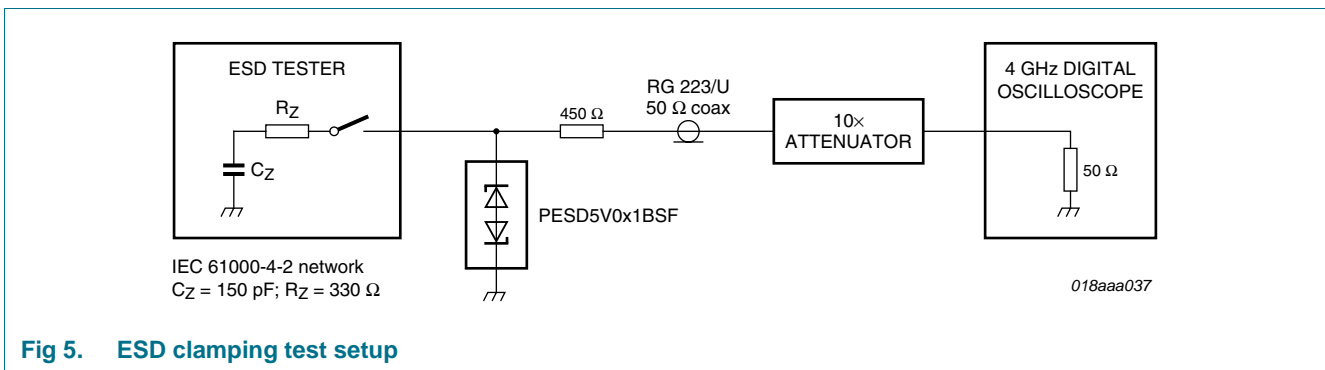 ESD TESTER
RZ
CZ
IEC 61000-4-2 network
CZ = 150 pF; RZ = 330 Ω
PESD5V0x1BSF
450 Ω
RG 223/U
50 Ω coax
10×
ATTENUATOR
4 GHz DIGITAL
OSCILLOSCOPE
50 Ω
018aaa037
Fig 5. ESD clamping test setup